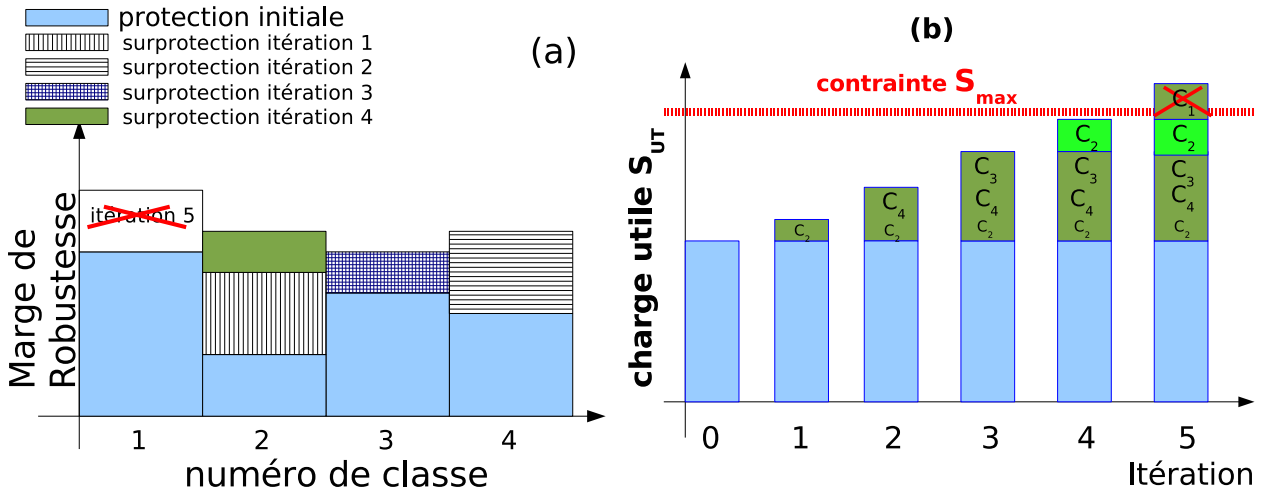 protection initiale
surprotection itération 1
surprotection itération 2
surprotection itération 3
surprotection itération 4
(a)
Marge de
Robustesse
itération 5
1 2 3 4
numéro de classe
(b)
contrainte Smax
charge utile SUT
C2
C4
C2
C3
C4
C2
C2
C3
C4
C2
C1
C2
C3
C4
C2
0 1 2 3 4 5
Itération